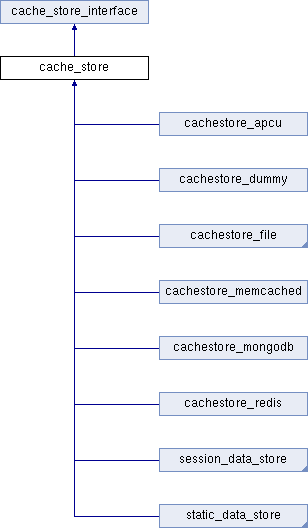 cache_store_interface
cache_store
cachestore_apcu
cachestore_dummy
cachestore_file
cachestore_memcached
cachestore_mongodb
cachestore_redis
session_data_store
static_data_store